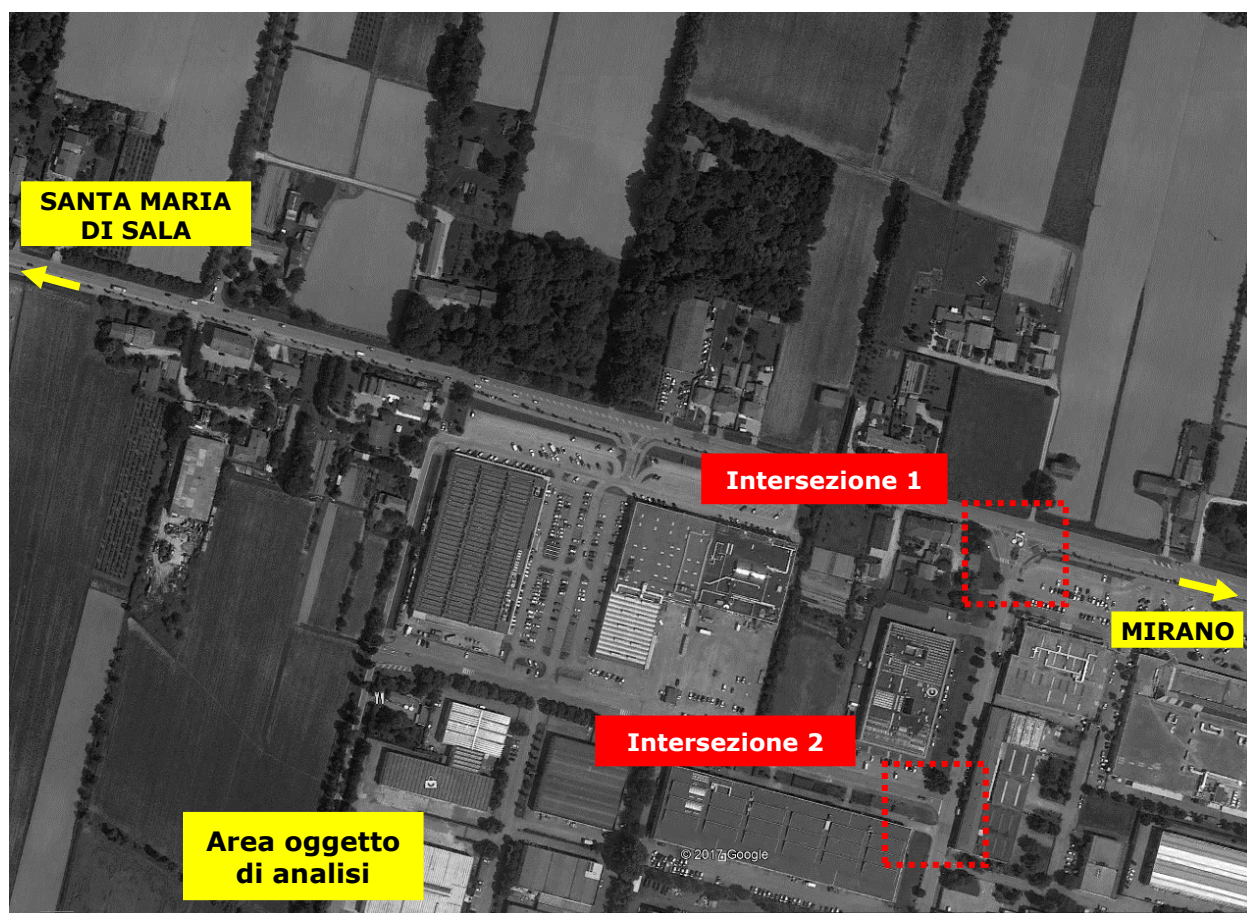 SANTA MARIA
DI SALA
Intersezione 1
MIRANO
Intersezione 2
Area oggetto
di analisi
© 2017 Google